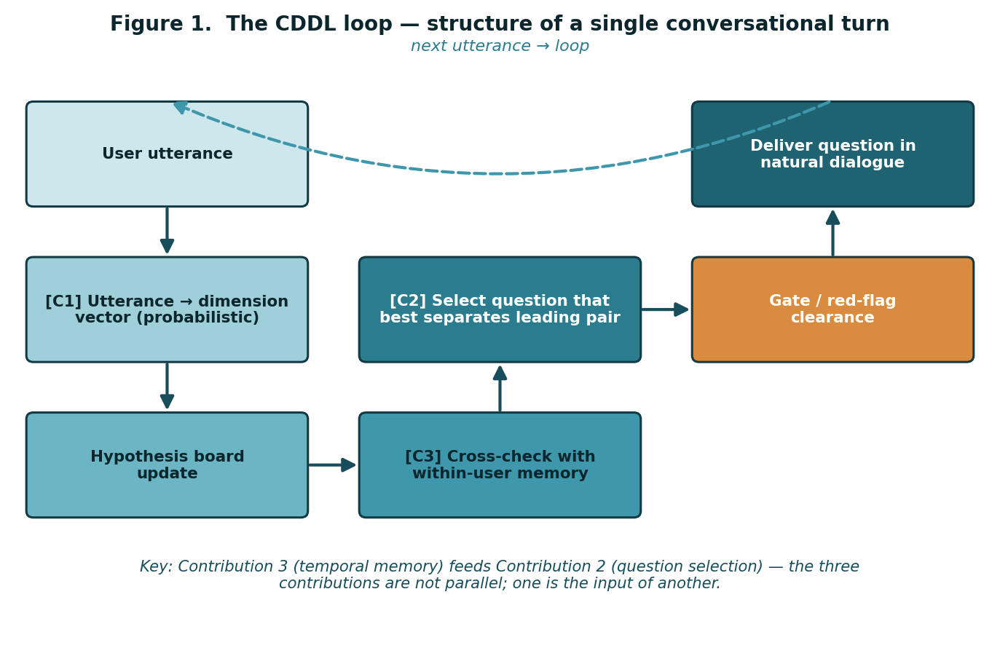 Figure 1.  The CDDL loop — structure of a single conversational turn
next utterance → loop
User utterance
Deliver question in
natural dialogue
[C1] Utterance → dimension
vector (probabilistic)
[C2] Select question that
best separates leading pair
Gate / red-flag
clearance
Hypothesis board
update
[C3] Cross-check with
within-user memory
Key: Contribution 3 (temporal memory) feeds Contribution 2 (question selection) — the three
contributions are not parallel; one is the input of another.